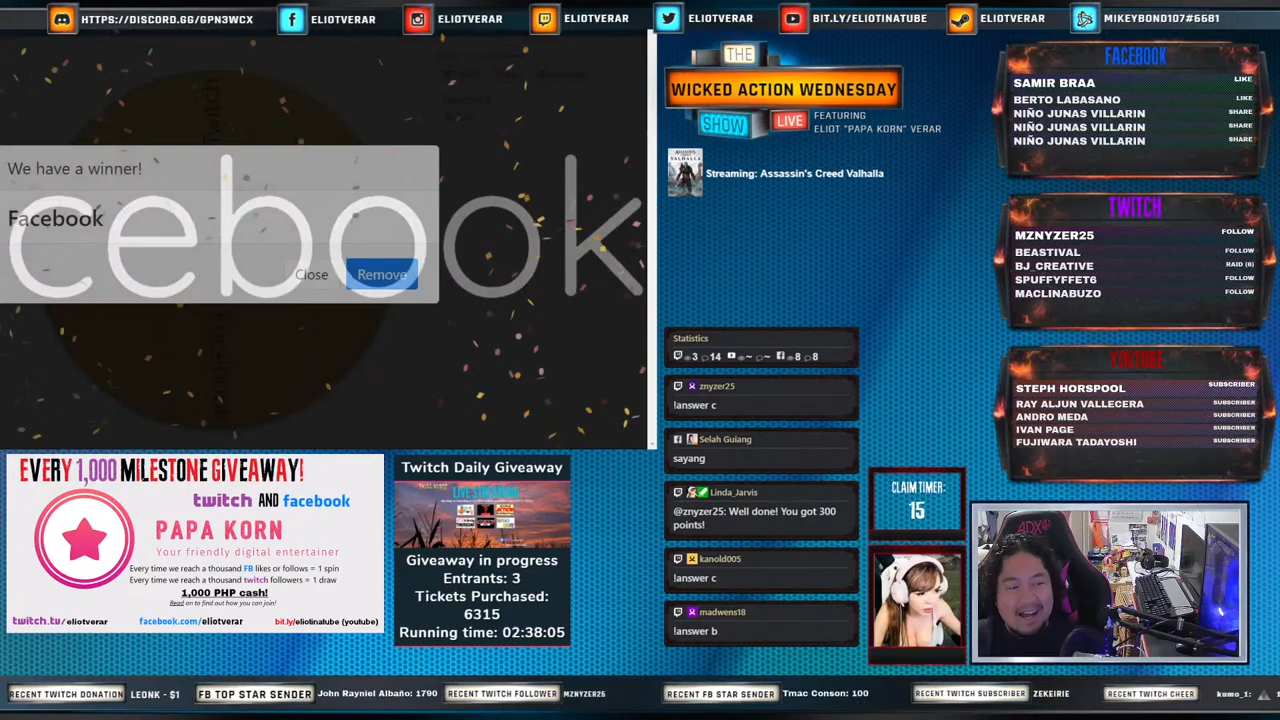 HTTPS://DISCORD.GG/GPN3WCX
ELIOTVERAR
ELIOTVERAR
ELIOTVERAR
ELIOTVERAR
BIT.LY/ELIOTINATUBE
ELIOTVERAR
MIKEYBOND107#6681
We have a winner!
Facebook
Close
Remove
cebook
THE
WICKED ACTION WEDNESDAY
SHOW
LIVE
FEATURING
ELIOT "PAPA KORN" VERAR
Streaming: Assassin's Creed Valhalla
FACEBOOK
SAMIR BRAA LIKE
BERTO LABASANO LIKE
NIÑO JUNAS VILLARIN SHARE
NIÑO JUNAS VILLARIN SHARE
NIÑO JUNAS VILLARIN SHARE
TWITCH
MZNYZER25 FOLLOW
BEASTIVAL FOLLOW
BJ_CREATIVE RAID (6)
SPUFFYFFET6 FOLLOW
MACLINABUZO FOLLOW
YOUTUBE
STEPH HORSPOOL SUBSCRIBER
RAY ALJUN VALLECERA SUBSCRIBER
ANDRO MEDA SUBSCRIBER
IVAN PAGE SUBSCRIBER
FUJIWARA TADAYOSHI SUBSCRIBER
Statistics
3 14 ~ ~ 8 8
znyzer25
!answer c
Selah Guiang
sayang
Linda_Jarvis
@znyzer25: Well done! You got 300
points!
kanold005
!answer c
madwens18
!answer b
CLAIM TIMER:
15
EVERY 1,000 MILESTONE GIVEAWAY!
twitch AND facebook
PAPA KORN
Your friendly digital entertainer
Every time we reach a thousand FB likes or follows = 1 spin
Every time we reach a thousand twitch followers = 1 draw
1,000 PHP cash!
Read on to find out how you can join!
twitch.tv/eliotverar facebook.com/eliotverar bit.ly/eliotinatube (youtube)
Twitch Daily Giveaway
LIVE STREAMING
Giveaway in progress
Entrants: 3
Tickets Purchased:
6315
Running time: 02:38:05
RECENT TWITCH DONATION LEONK - $1
FB TOP STAR SENDER John Rayniel Albaño: 1790
RECENT TWITCH FOLLOWER MZNYZER25
RECENT FB STAR SENDER Tmac Conson: 100
RECENT TWITCH SUBSCRIBER ZEKEIRIE
RECENT TWITCH CHEER kumo_1: